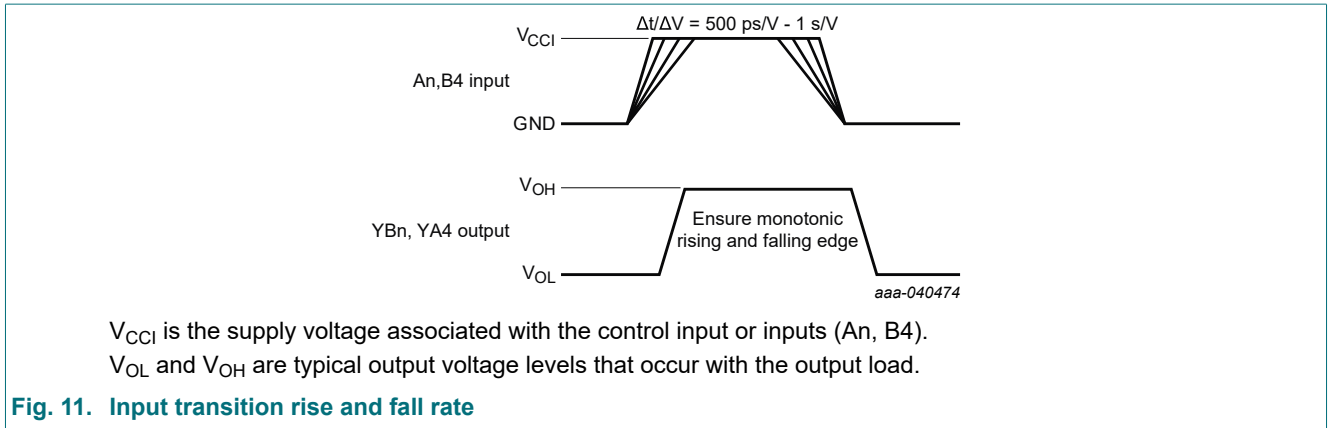 Δt/ΔV = 500 ps/V - 1 s/V
VCCI
An,B4 input
GND
VOH
Ensure monotonic
rising and falling edge
YBn, YA4 output
VOL
aaa-040474
VCCI is the supply voltage associated with the control input or inputs (An, B4).
VOL and VOH are typical output voltage levels that occur with the output load.
Fig. 11. Input transition rise and fall rate